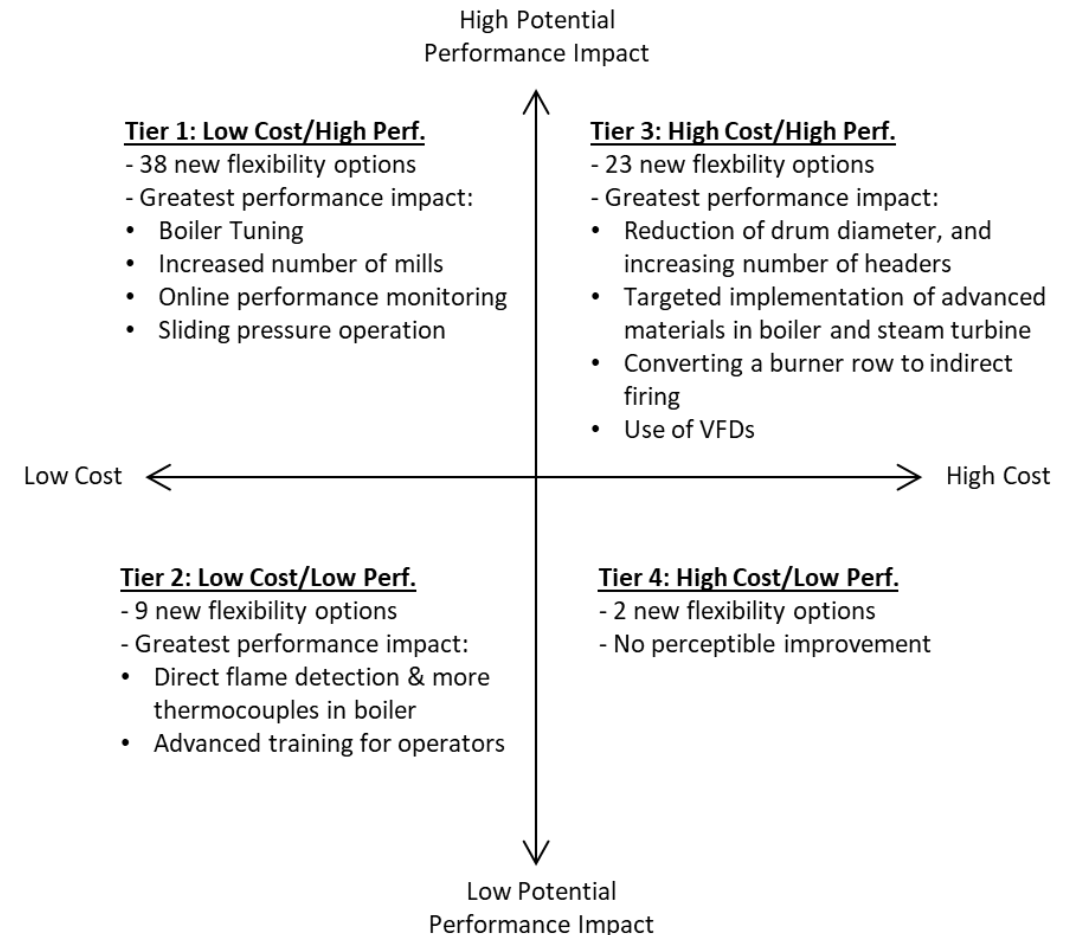 High Potential
Performance Impact
Tier 1: Low Cost/High Perf.
- 38 new flexibility options
- Greatest performance impact:
• Boiler Tuning
• Increased number of mills
• Online performance monitoring
• Sliding pressure operation
Tier 3: High Cost/High Perf.
- 23 new flexbility options
- Greatest performance impact:
• Reduction of drum diameter, and
increasing number of headers
• Targeted implementation of advanced
materials in boiler and steam turbine
• Converting a burner row to indirect
firing
• Use of VFDs
Low Cost
High Cost
Tier 2: Low Cost/Low Perf.
- 9 new flexibility options
- Greatest performance impact:
• Direct flame detection & more
thermocouples in boiler
• Advanced training for operators
Tier 4: High Cost/Low Perf.
- 2 new flexibility options
- No perceptible improvement
Low Potential
Performance Impact